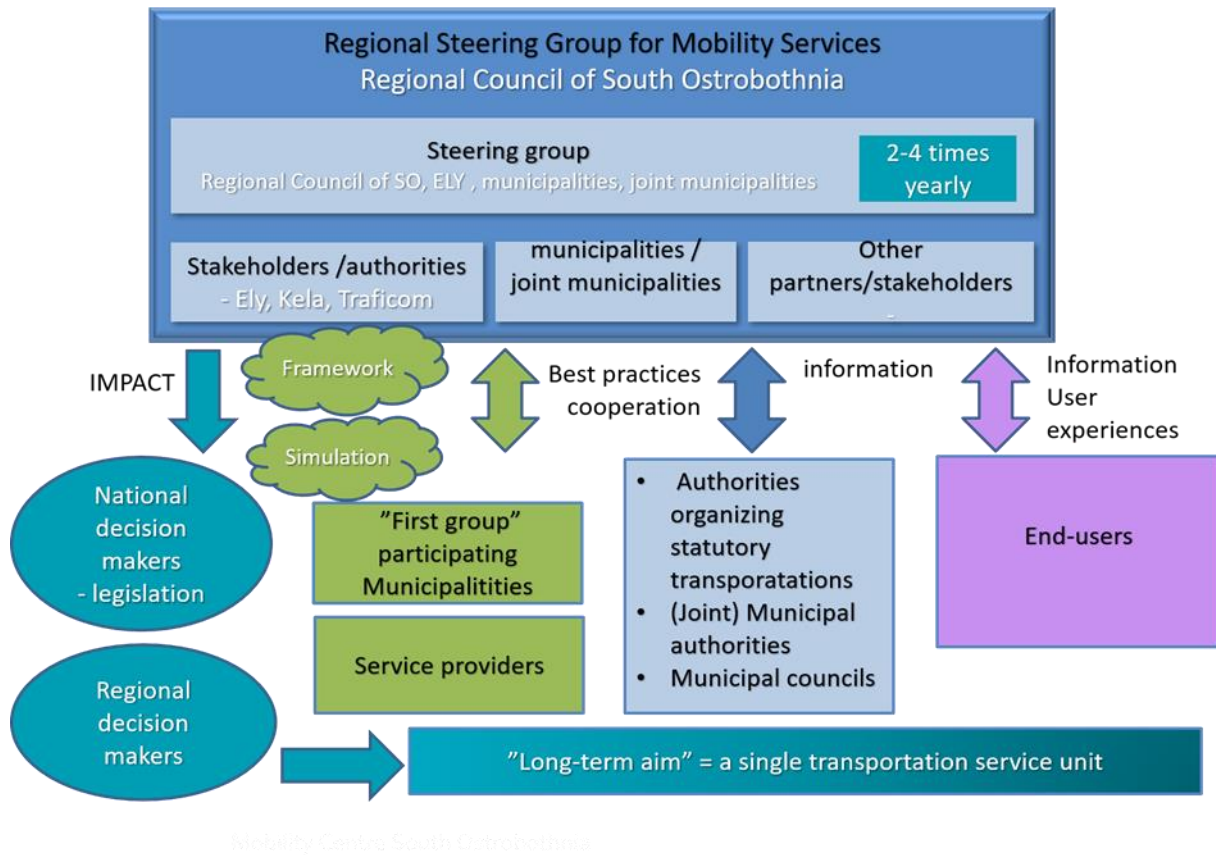 Regional Steering Group for Mobility Services
Regional Council of South Ostrobothnia
Steering group
Regional Council of SO, ELY , municipalities, joint municipalities
2-4 times
yearly
Stakeholders /authorities
- Ely, Kela, Traficom
municipalities /
joint municipalities
Other
partners/stakeholders
-
IMPACT
Framework
Simulation
Best practices
cooperation
information
Information
User
experiences
National
decision
makers
- legislation
"First group"
participating
Municipalitities
Service providers
• Authorities
organizing
statutory
transporatations
• (Joint) Municipal
authorities
• Municipal councils
End-users
Regional
decision
makers
"Long-term aim" = a single transportation service unit
Mobility Centre South Ostrobothnia